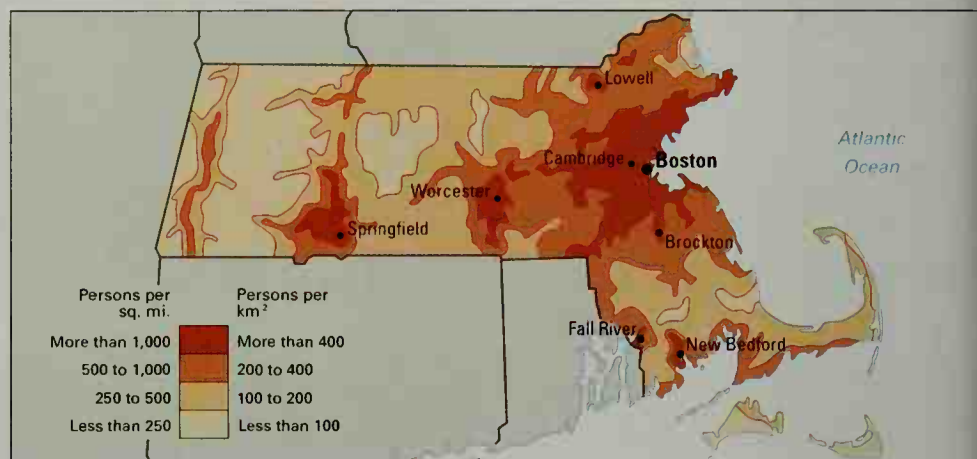 Lowell
Atlantic
Ocean
Cambridge
Boston
Worcester
Springfield
Brockton
Fall River
New Bedford
Persons per
sq. mi.
Persons per
km²
More than 1,000
More than 400
500 to 1,000
200 to 400
250 to 500
100 to 200
Less than 250
Less than 100